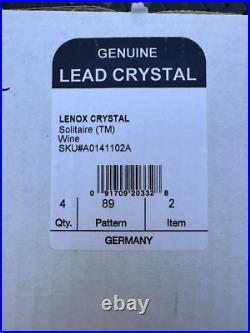 GENUINE
LEAD CRYSTAL
LENOX CRYSTAL
Solitaire (TM)
Wine
SKU#A0141102A
0 91709 20332 8
4 89 2
Qty. Pattern Item
GERMANY